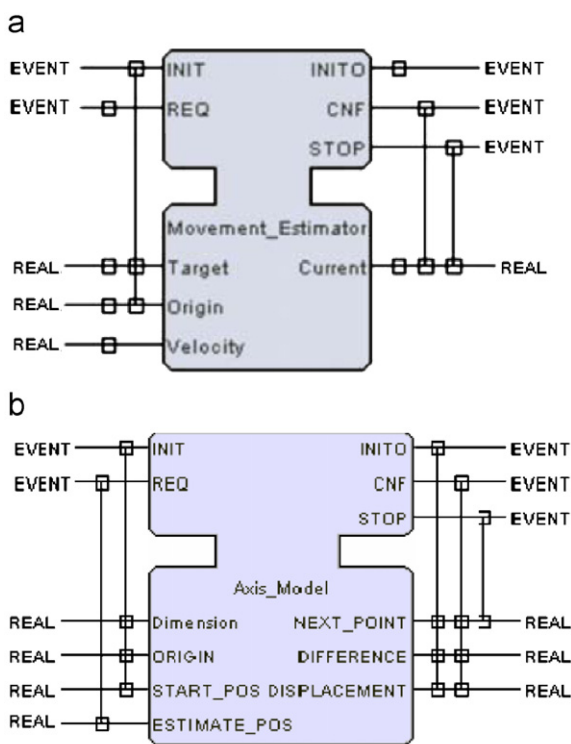 a
EVENT INIT INITO EVENT
EVENT REQ CNF EVENT
STOP EVENT
Movement_Estimator
REAL Target Current REAL
REAL Origin
REAL Velocity
b
EVENT INIT INITO EVENT
EVENT REQ CNF EVENT
STOP EVENT
Axis_Model
REAL Dimension NEXT_POINT REAL
REAL ORIGIN DIFFERENCE REAL
REAL START_POS DISPLACEMENT REAL
REAL ESTIMATE_POS